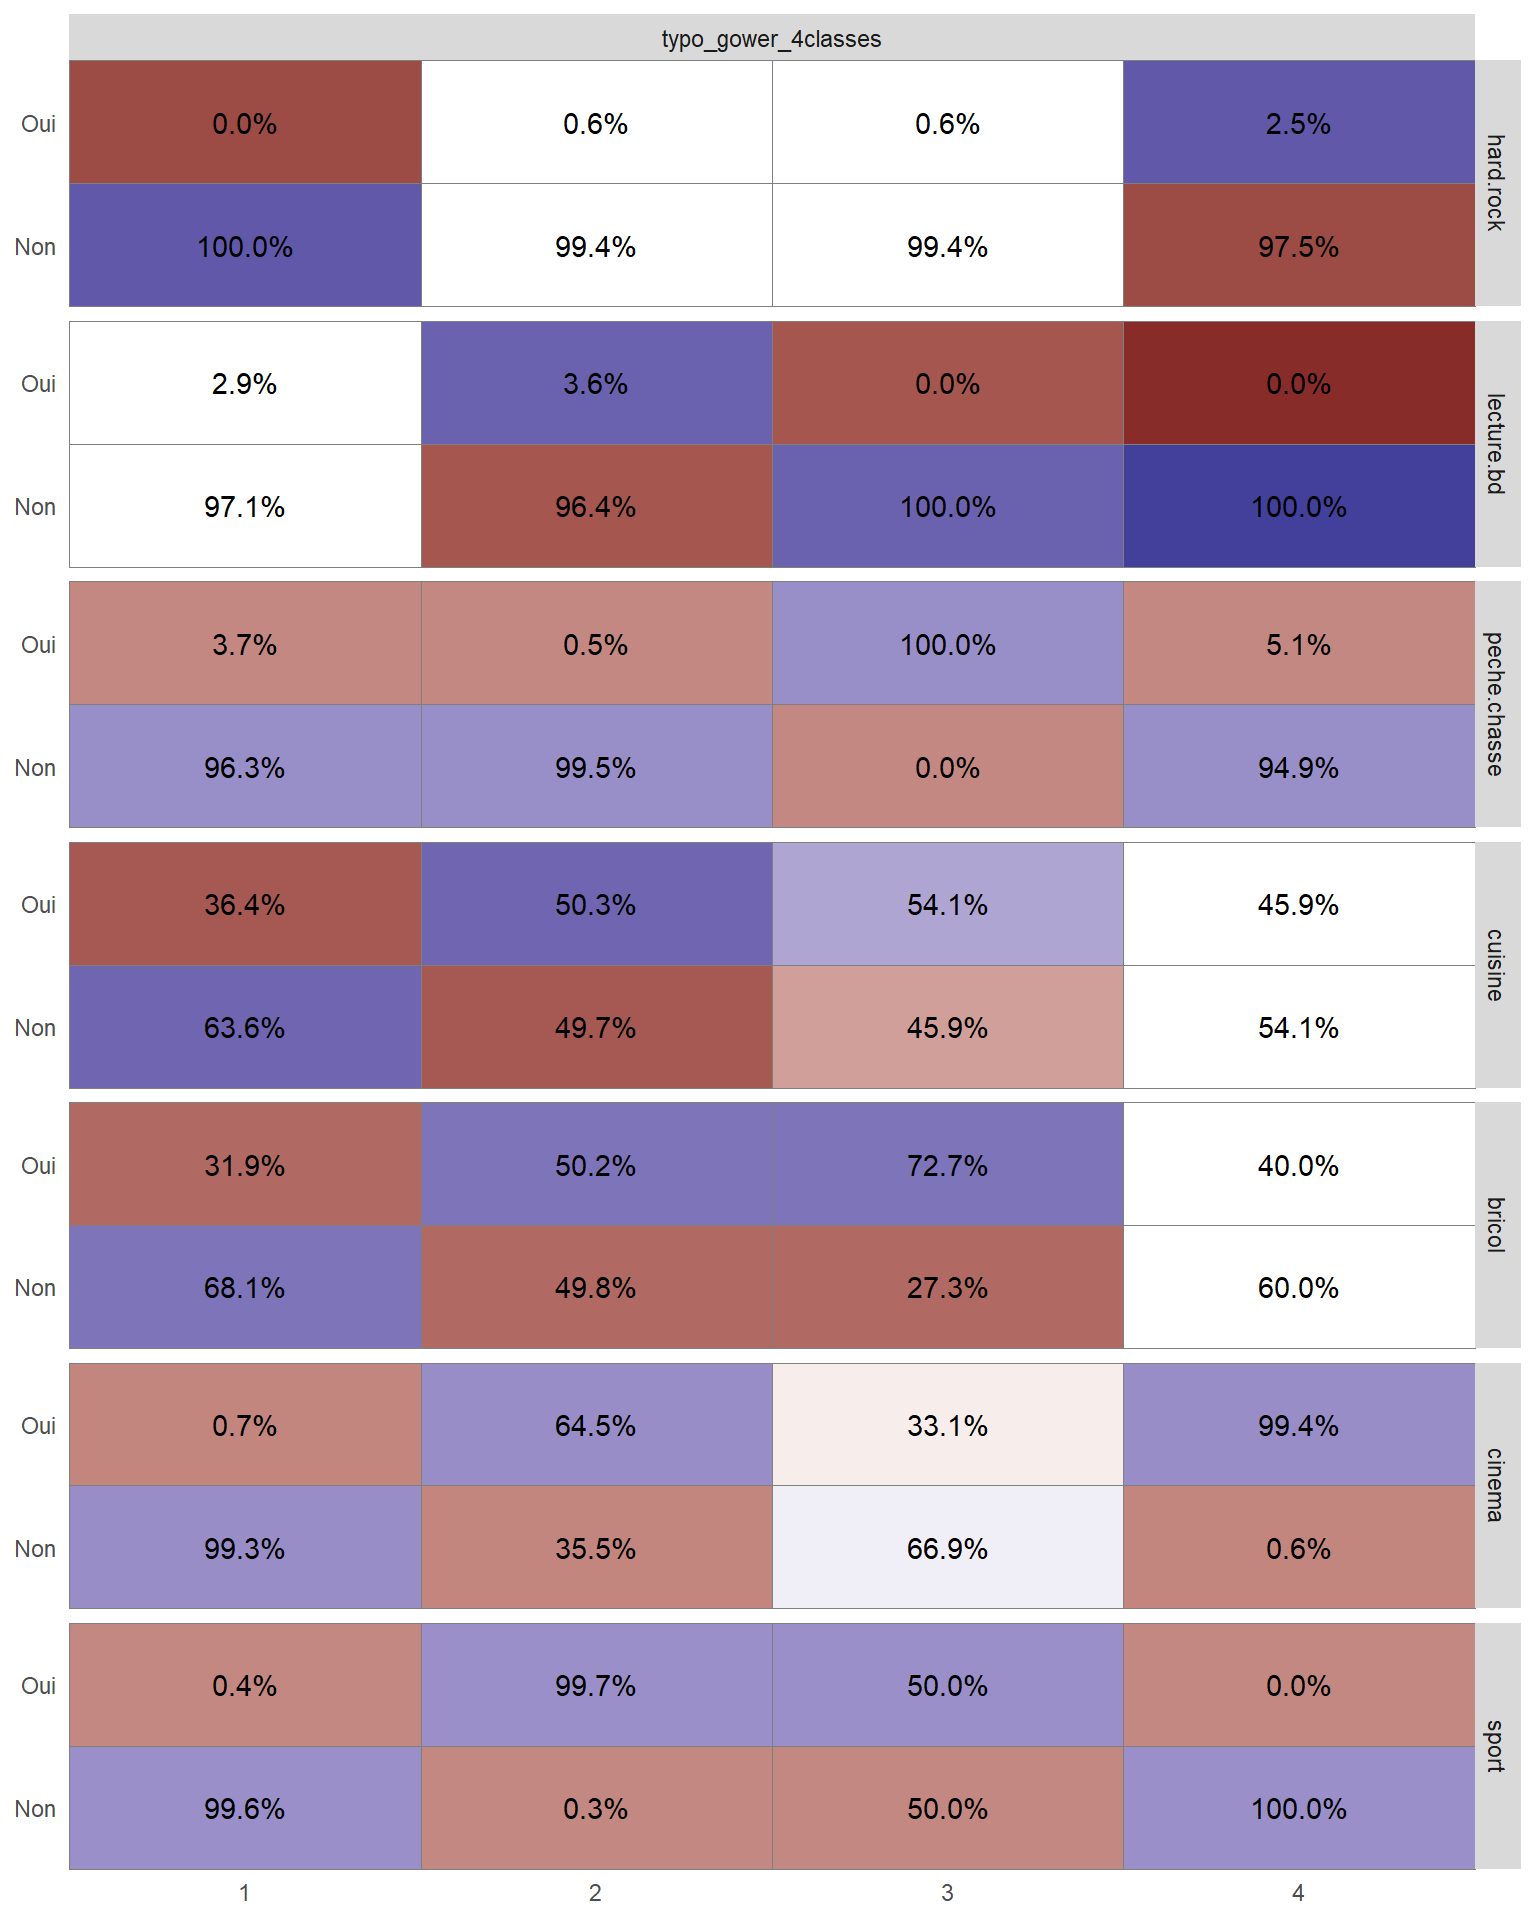 typo_gower_4classes
Oui 0.0% 0.6% 0.6% 2.5%
hard.rock
Non 100.0% 99.4% 99.4% 97.5%
Oui 2.9% 3.6% 0.0% 0.0%
lecture.bd
Non 97.1% 96.4% 100.0% 100.0%
Oui 3.7% 0.5% 100.0% 5.1%
peche.chasse
Non 96.3% 99.5% 0.0% 94.9%
Oui 36.4% 50.3% 54.1% 45.9%
cuisine
Non 63.6% 49.7% 45.9% 54.1%
Oui 31.9% 50.2% 72.7% 40.0%
bricol
Non 68.1% 49.8% 27.3% 60.0%
Oui 0.7% 64.5% 33.1% 99.4%
cinema
Non 99.3% 35.5% 66.9% 0.6%
Oui 0.4% 99.7% 50.0% 0.0%
sport
Non 99.6% 0.3% 50.0% 100.0%
1 2 3 4